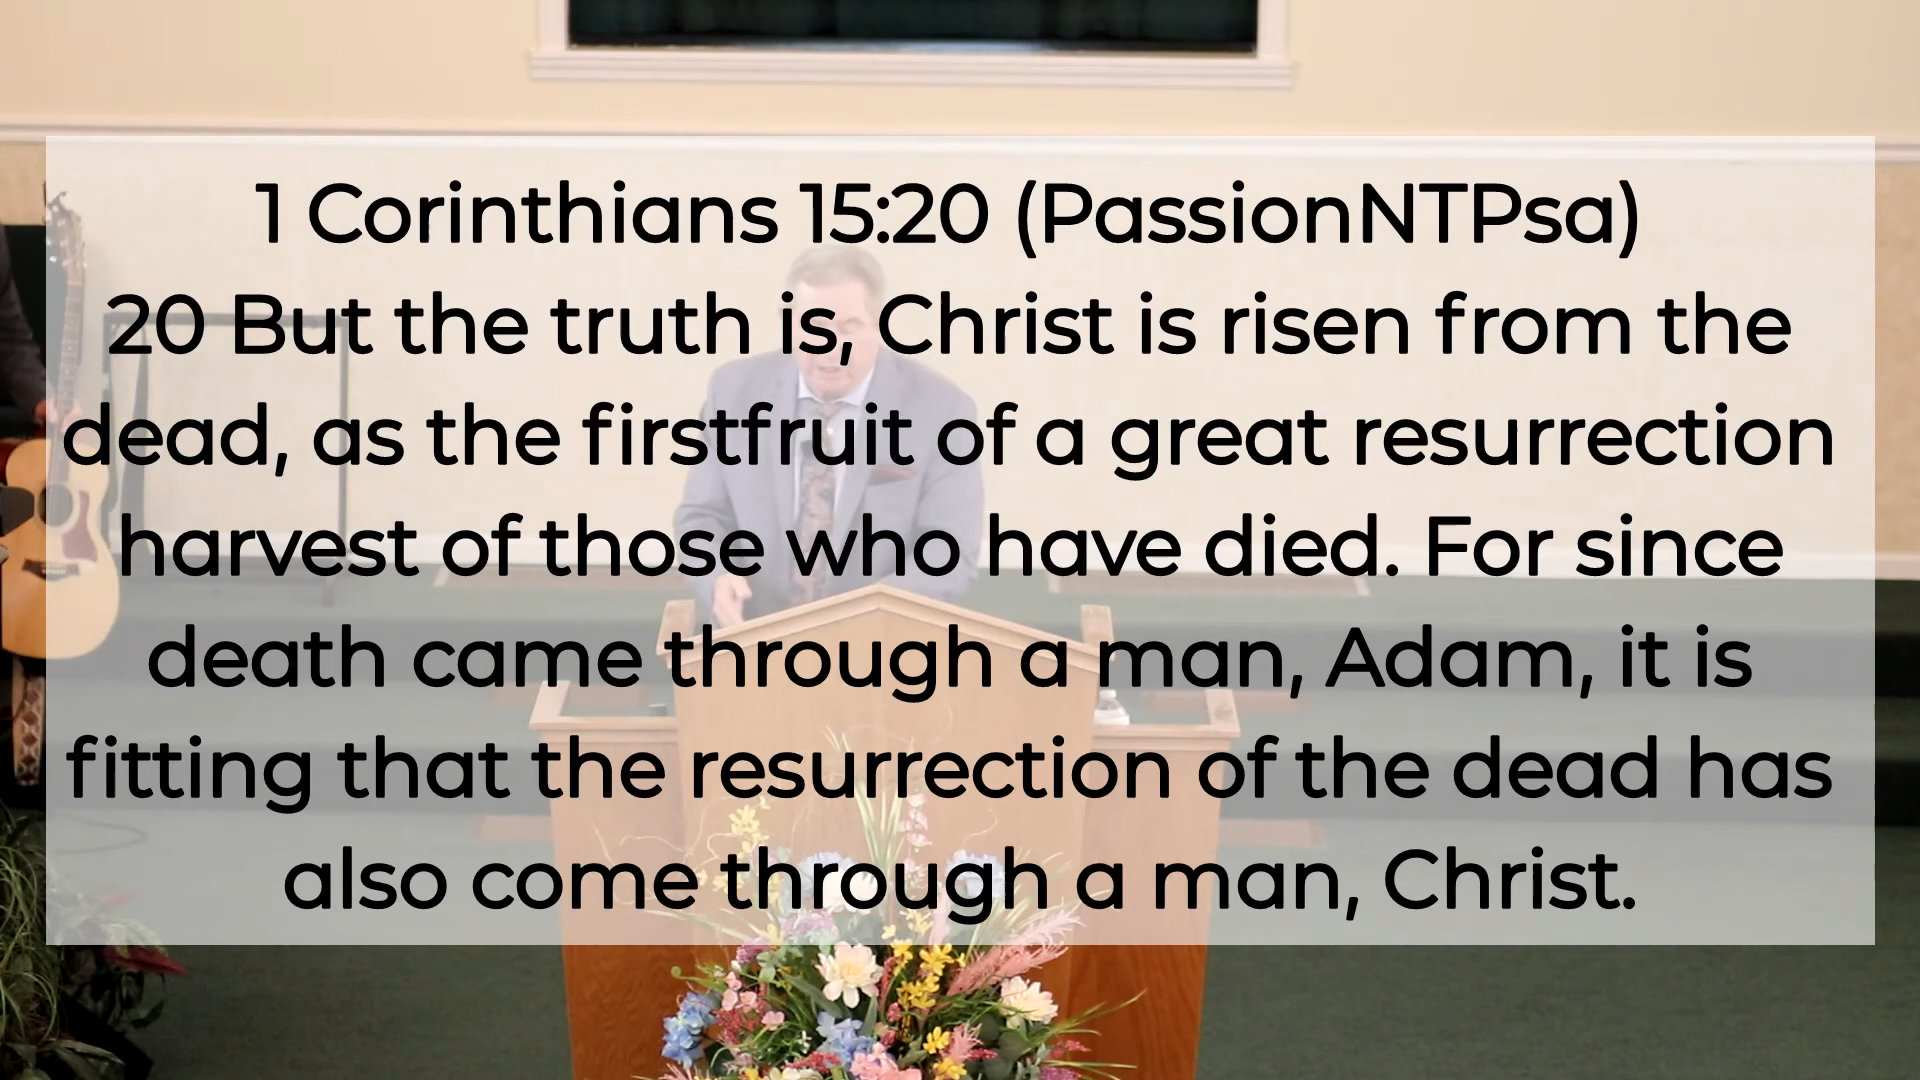 1 Corinthians 15:20 (PassionNTPsa)
20 But the truth is, Christ is risen from the
dead, as the firstfruit of a great resurrection
harvest of those who have died. For since
death came through a man, Adam, it is
fitting that the resurrection of the dead has
also come through a man, Christ.